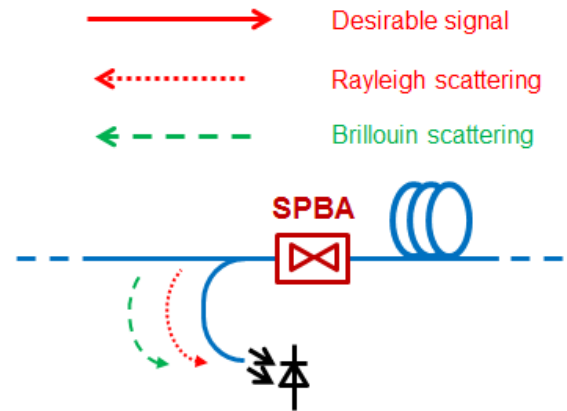 Desirable signal
Rayleigh scattering
Brillouin scattering
SPBA